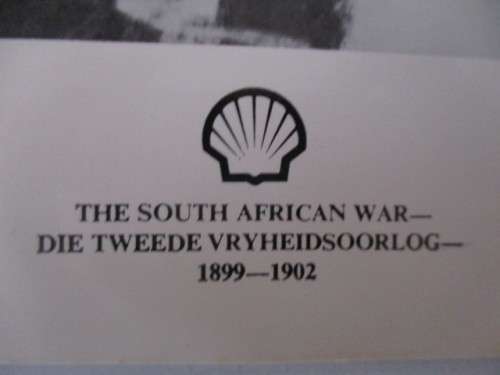 THE SOUTH AFRICAN WAR—
DIE TWEEDE VRYHEIDSOORLOG—
1899—1902